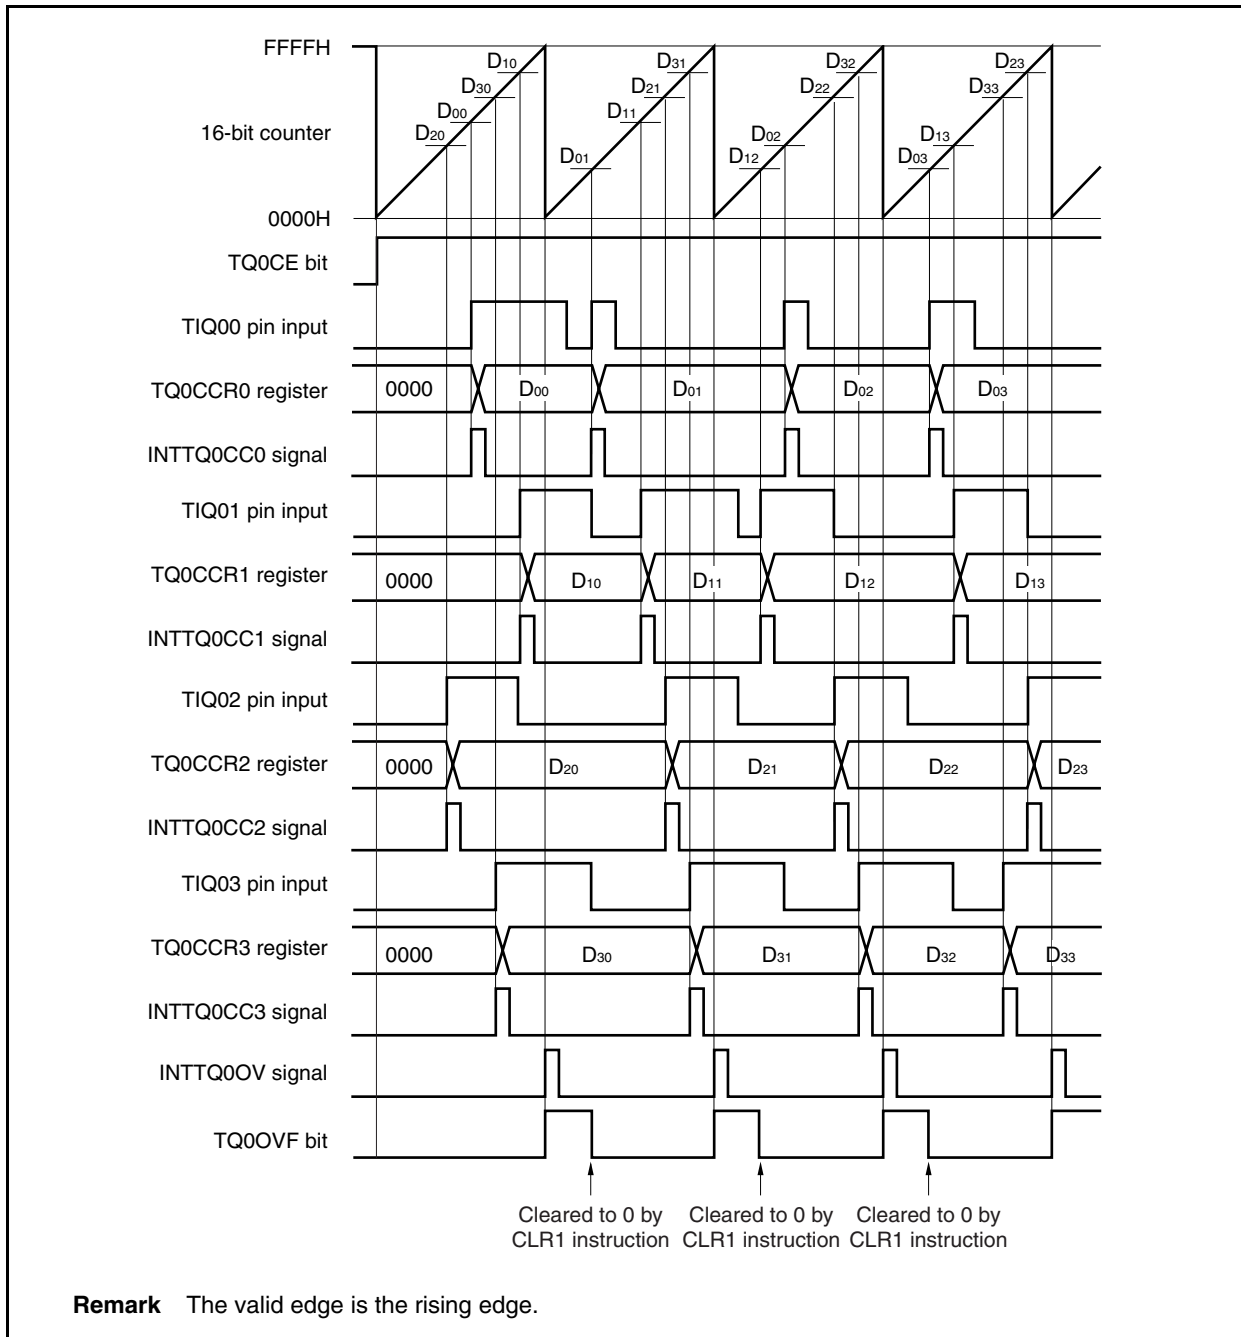 FFFFH
16-bit counter
0000H
D10
D30
D00
D20
D31
D21
D11
D01
D32
D22
D02
D12
D23
D33
D13
D03
TQ0CE bit
TIQ00 pin input
TQ0CCR0 register 0000 D00 D01 D02 D03
INTTQ0CC0 signal
TIQ01 pin input
TQ0CCR1 register 0000 D10 D11 D12 D13
INTTQ0CC1 signal
TIQ02 pin input
TQ0CCR2 register 0000 D20 D21 D22 D23
INTTQ0CC2 signal
TIQ03 pin input
TQ0CCR3 register 0000 D30 D31 D32 D33
INTTQ0CC3 signal
INTTQ0OV signal
TQ0OVF bit
Cleared to 0 by
CLR1 instruction
Cleared to 0 by
CLR1 instruction
Cleared to 0 by
CLR1 instruction
Remark The valid edge is the rising edge.